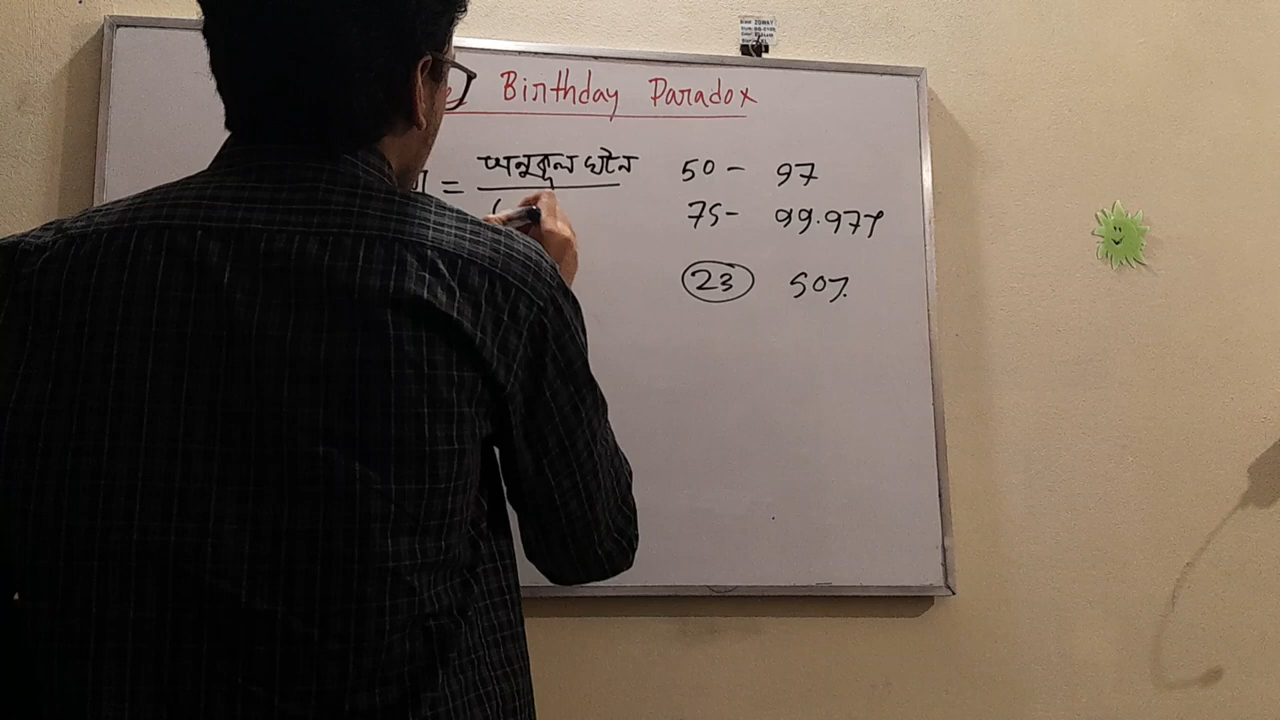 Birthday Paradox
= অনুকূল ঘটন
50 - 97
75- 99.97%
23 50%